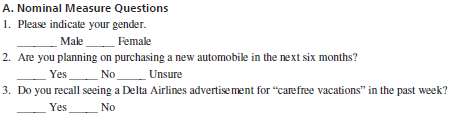 A. Nominal Measure Questions
1. Please indicate your gender.
______ Male _____ Female
2. Are you planning on purchasing a new automobile in the next six months?
_____ Yes _____ No _____ Unsure
3. Do you recall seeing a Delta Airlines advertisement for “carefree vacations” in the past week?
_____ Yes _____ No